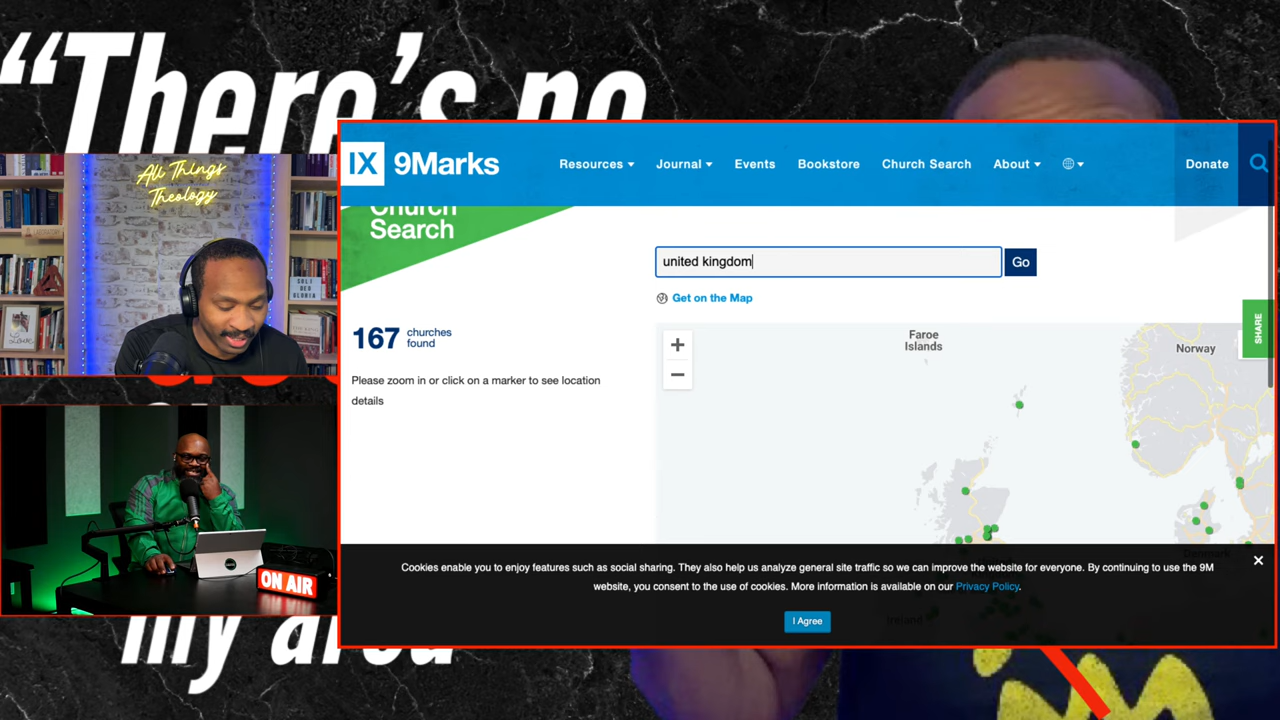 “There’s no
All Things
Theology
SOLI
DEO
GLORIA
ON AIR
my area
IX 9Marks
Resources
Journal
Events
Bookstore
Church Search
About
Donate
Church
Search
united kingdom
Go
Get on the Map
167 churches
found
Please zoom in or click on a marker to see location
details
+
−
Faroe
Islands
Norway
Denmark
Ireland
SHARE
Cookies enable you to enjoy features such as social sharing. They also help us analyze general site traffic so we can improve the website for everyone. By continuing to use the 9M
website, you consent to the use of cookies. More information is available on our Privacy Policy.
I Agree